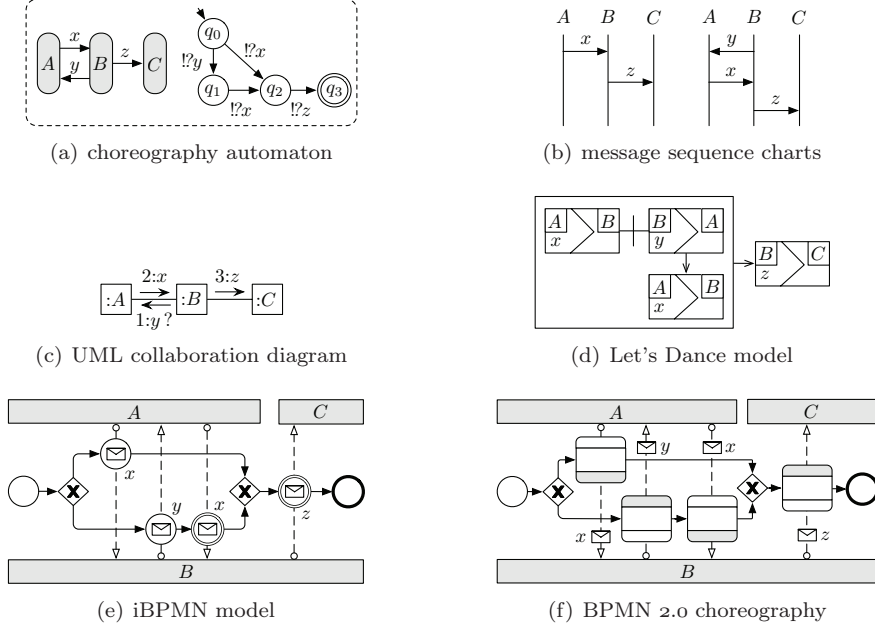 A x y B z C
q0
!?y !?x
q1 q2 q3
!?x !?z
(a) choreography automaton
A B C A B C
x y
z x
z
(b) message sequence charts
:A 2:x 1:y? :B 3:z :C
(c) UML collaboration diagram
A x B B y A
A x B
B z C
(d) Let's Dance model
A C
x
y x z
B
(e) iBPMN model
A C
y x
x z
B
(f) BPMN 2.0 choreography